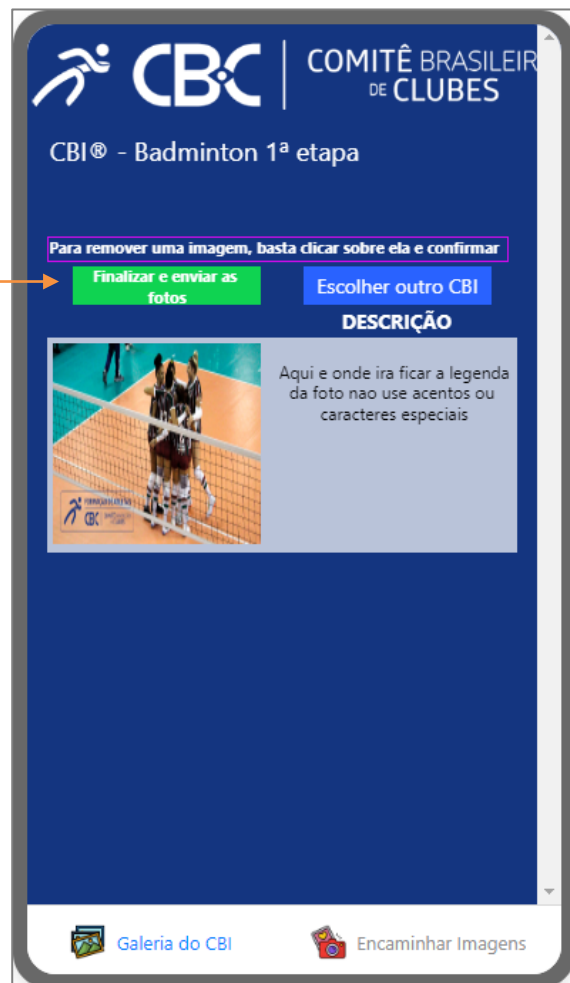 CBC
COMITÊ BRASILEIR
DE CLUBES
CBI® - Badminton 1ª etapa
Para remover uma imagem, basta clicar sobre ela e confirmar
Finalizar e enviar as
fotos
Escolher outro CBI
DESCRIÇÃO
Aqui e onde ira ficar a legenda
da foto nao use acentos ou
caracteres especiais
CBC
Galeria do CBI
Encaminhar Imagens